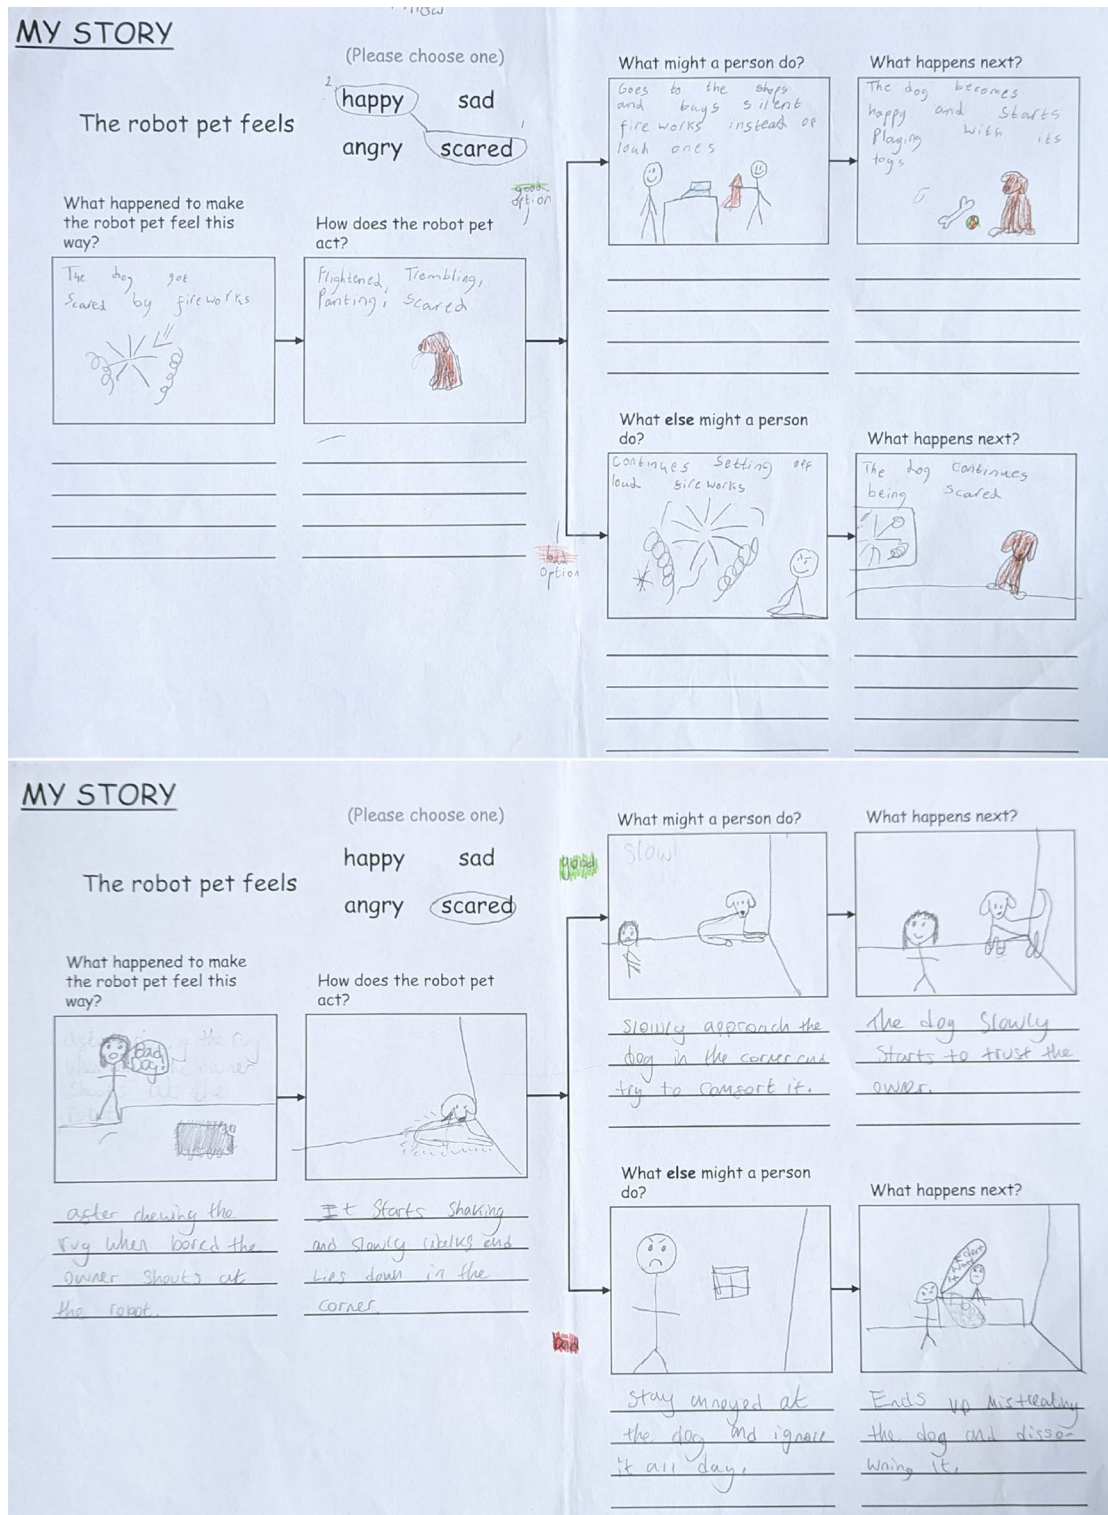 MY STORY
(Please choose one)
2
happy sad
1
The robot pet feels
angry scared
What happened to make
the robot pet feel this
way?
The dog got
scared by fireworks
How does the robot pet
act?
Frightened, Trembling,
Panting, Scared
good
option
What might a person do?
Goes to the shops
and buys silent
fireworks instead of
loud ones
What happens next?
The dog becomes
happy and starts
Playing with its
toys
bad
option
What else might a person
do?
Continues setting off
loud fireworks
What happens next?
The dog continues
being scared
MY STORY
(Please choose one)
happy sad
The robot pet feels
angry scared
What happened to make
the robot pet feel this
way?
Bad
Dog!
after chewing the
rug when bored the
owner shouts at
the robot.
How does the robot pet
act?
It starts shaking
and slowly walks and
Lies down in the
corner.
good
What might a person do?
Slowl
Slowly approach the
dog in the corner and
try to comfort it.
What happens next?
The dog slowly
starts to trust the
owner.
bad
What else might a person
do?
Stay annoyed at
the dog and ignore
it all day.
What happens next?
Ends up mistreating
the dog and disso-
wning it.